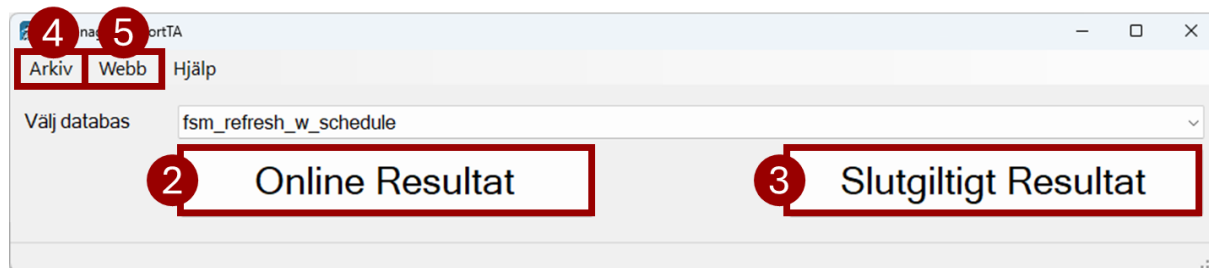 4 5
ortTA
Arkiv Webb Hjälp
Välj databas fsm_refresh_w_schedule
2 Online Resultat 3 Slutgiltigt Resultat